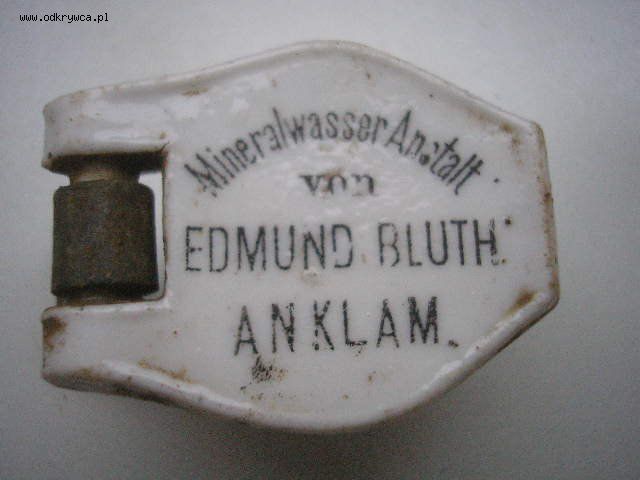 www.odkrywca.pl
Mineralwasser Anstalt
von
EDMUND BLUTH.
ANKLAM.